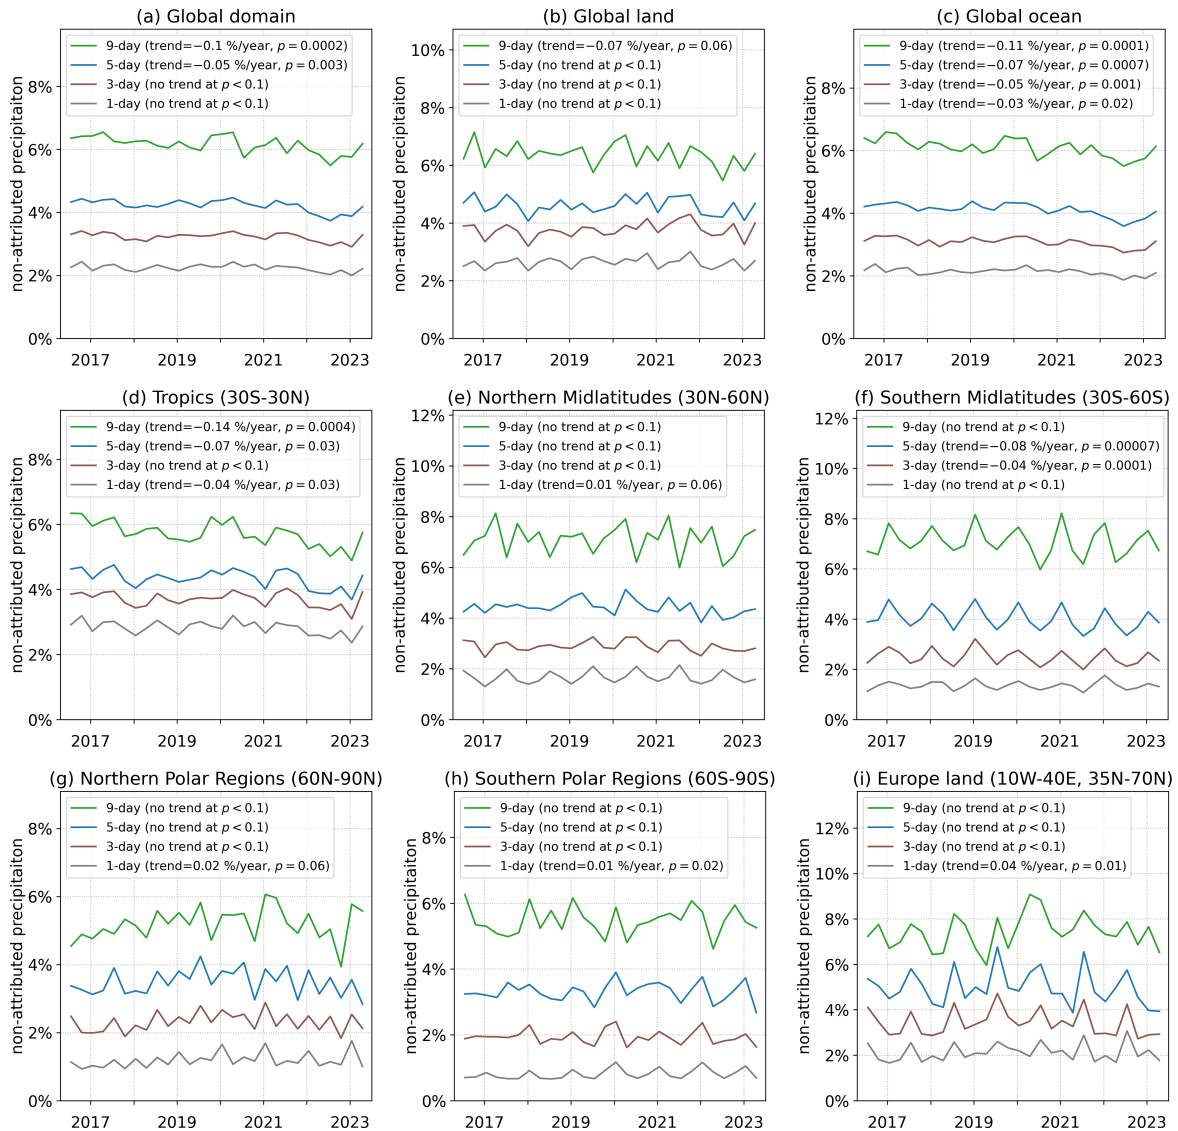 (a) Global domain
non-attributed precipitaiton
9-day (trend=−0.1 %/year, p = 0.0002)
5-day (trend=−0.05 %/year, p = 0.003)
3-day (no trend at p < 0.1)
1-day (no trend at p < 0.1)
8%
6%
4%
2%
0%
2017 2019 2021 2023
(b) Global land
non-attributed precipitaiton
9-day (trend=−0.07 %/year, p = 0.06)
5-day (no trend at p < 0.1)
3-day (no trend at p < 0.1)
1-day (no trend at p < 0.1)
10%
8%
6%
4%
2%
0%
2017 2019 2021 2023
(c) Global ocean
non-attributed precipitaiton
9-day (trend=−0.11 %/year, p = 0.0001)
5-day (trend=−0.07 %/year, p = 0.0007)
3-day (trend=−0.05 %/year, p = 0.001)
1-day (trend=−0.03 %/year, p = 0.02)
8%
6%
4%
2%
0%
2017 2019 2021 2023
(d) Tropics (30S-30N)
non-attributed precipitaiton
9-day (trend=−0.14 %/year, p = 0.0004)
5-day (trend=−0.07 %/year, p = 0.03)
3-day (no trend at p < 0.1)
1-day (trend=−0.04 %/year, p = 0.03)
8%
6%
4%
2%
0%
2017 2019 2021 2023
(e) Northern Midlatitudes (30N-60N)
non-attributed precipitaiton
9-day (no trend at p < 0.1)
5-day (no trend at p < 0.1)
3-day (no trend at p < 0.1)
1-day (trend=0.01 %/year, p = 0.06)
12%
10%
8%
6%
4%
2%
0%
2017 2019 2021 2023
(f) Southern Midlatitudes (30S-60S)
non-attributed precipitaiton
9-day (no trend at p < 0.1)
5-day (trend=−0.08 %/year, p = 0.00007)
3-day (trend=−0.04 %/year, p = 0.0001)
1-day (no trend at p < 0.1)
12%
10%
8%
6%
4%
2%
0%
2017 2019 2021 2023
(g) Northern Polar Regions (60N-90N)
non-attributed precipitaiton
9-day (no trend at p < 0.1)
5-day (no trend at p < 0.1)
3-day (no trend at p < 0.1)
1-day (trend=0.02 %/year, p = 0.06)
8%
6%
4%
2%
0%
2017 2019 2021 2023
(h) Southern Polar Regions (60S-90S)
non-attributed precipitaiton
9-day (no trend at p < 0.1)
5-day (no trend at p < 0.1)
3-day (no trend at p < 0.1)
1-day (trend=0.01 %/year, p = 0.02)
8%
6%
4%
2%
0%
2017 2019 2021 2023
(i) Europe land (10W-40E, 35N-70N)
non-attributed precipitaiton
9-day (no trend at p < 0.1)
5-day (no trend at p < 0.1)
3-day (no trend at p < 0.1)
1-day (trend=0.04 %/year, p = 0.01)
12%
10%
8%
6%
4%
2%
0%
2017 2019 2021 2023